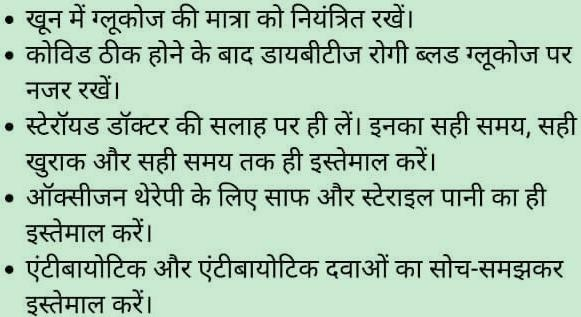 • खून में ग्लूकोज की मात्रा को नियंत्रित रखें।
• कोविड ठीक होने के बाद डायबीटीज रोगी ब्लड ग्लूकोज पर
नजर रखें।
• स्टेरॉयड डॉक्टर की सलाह पर ही लें। इनका सही समय, सही
खुराक और सही समय तक ही इस्तेमाल करें।
• ऑक्सीजन थेरेपी के लिए साफ और स्टेराइल पानी का ही
इस्तेमाल करें।
• एंटीबायोटिक और एंटीबायोटिक दवाओं का सोच-समझकर
इस्तेमाल करें।